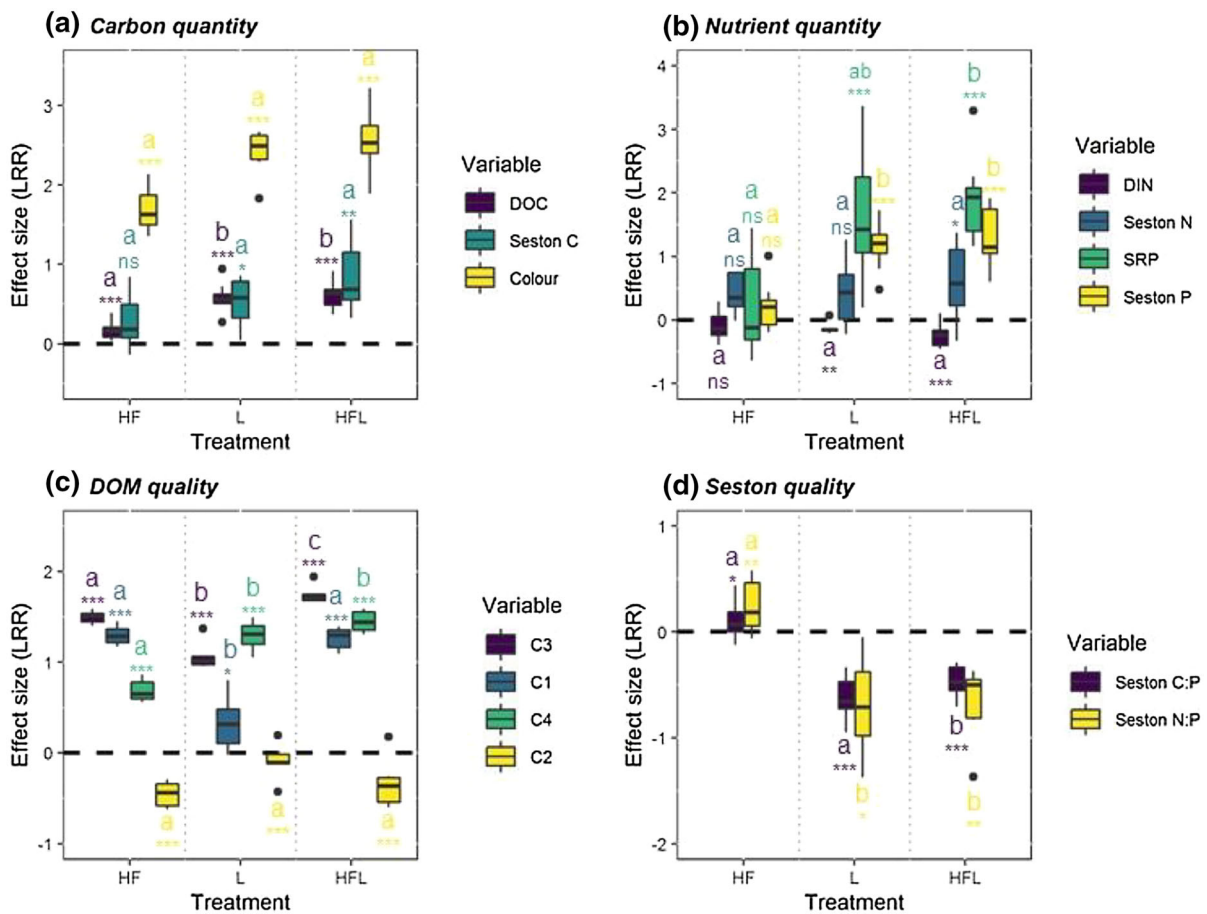 (a) Carbon quantity
Effect size (LRR)
3
2
1
0
a
***
a
ns
a
***
b
***
a
*
a
***
b
***
a
**
a
***
HF
L
HFL
Treatment
Variable
DOC
Seston C
Colour
(b) Nutrient quantity
Effect size (LRR)
4
3
2
1
0
-1
a
ns
a
ns
a
ns
a
ns
a
**
a
ns
ab
***
b
***
a
***
a
*
b
***
b
***
HF
L
HFL
Treatment
Variable
DIN
Seston N
SRP
Seston P
(c) DOM quality
Effect size (LRR)
2
1
0
-1
a
***
a
***
a
***
a
***
b
***
b
*
b
***
a
***
c
***
a
***
b
***
a
***
HF
L
HFL
Treatment
Variable
C3
C1
C4
C2
(d) Seston quality
Effect size (LRR)
1
0
-1
-2
a
*
a
**
a
***
b
*
b
***
b
**
HF
L
HFL
Treatment
Variable
Seston C:P
Seston N:P